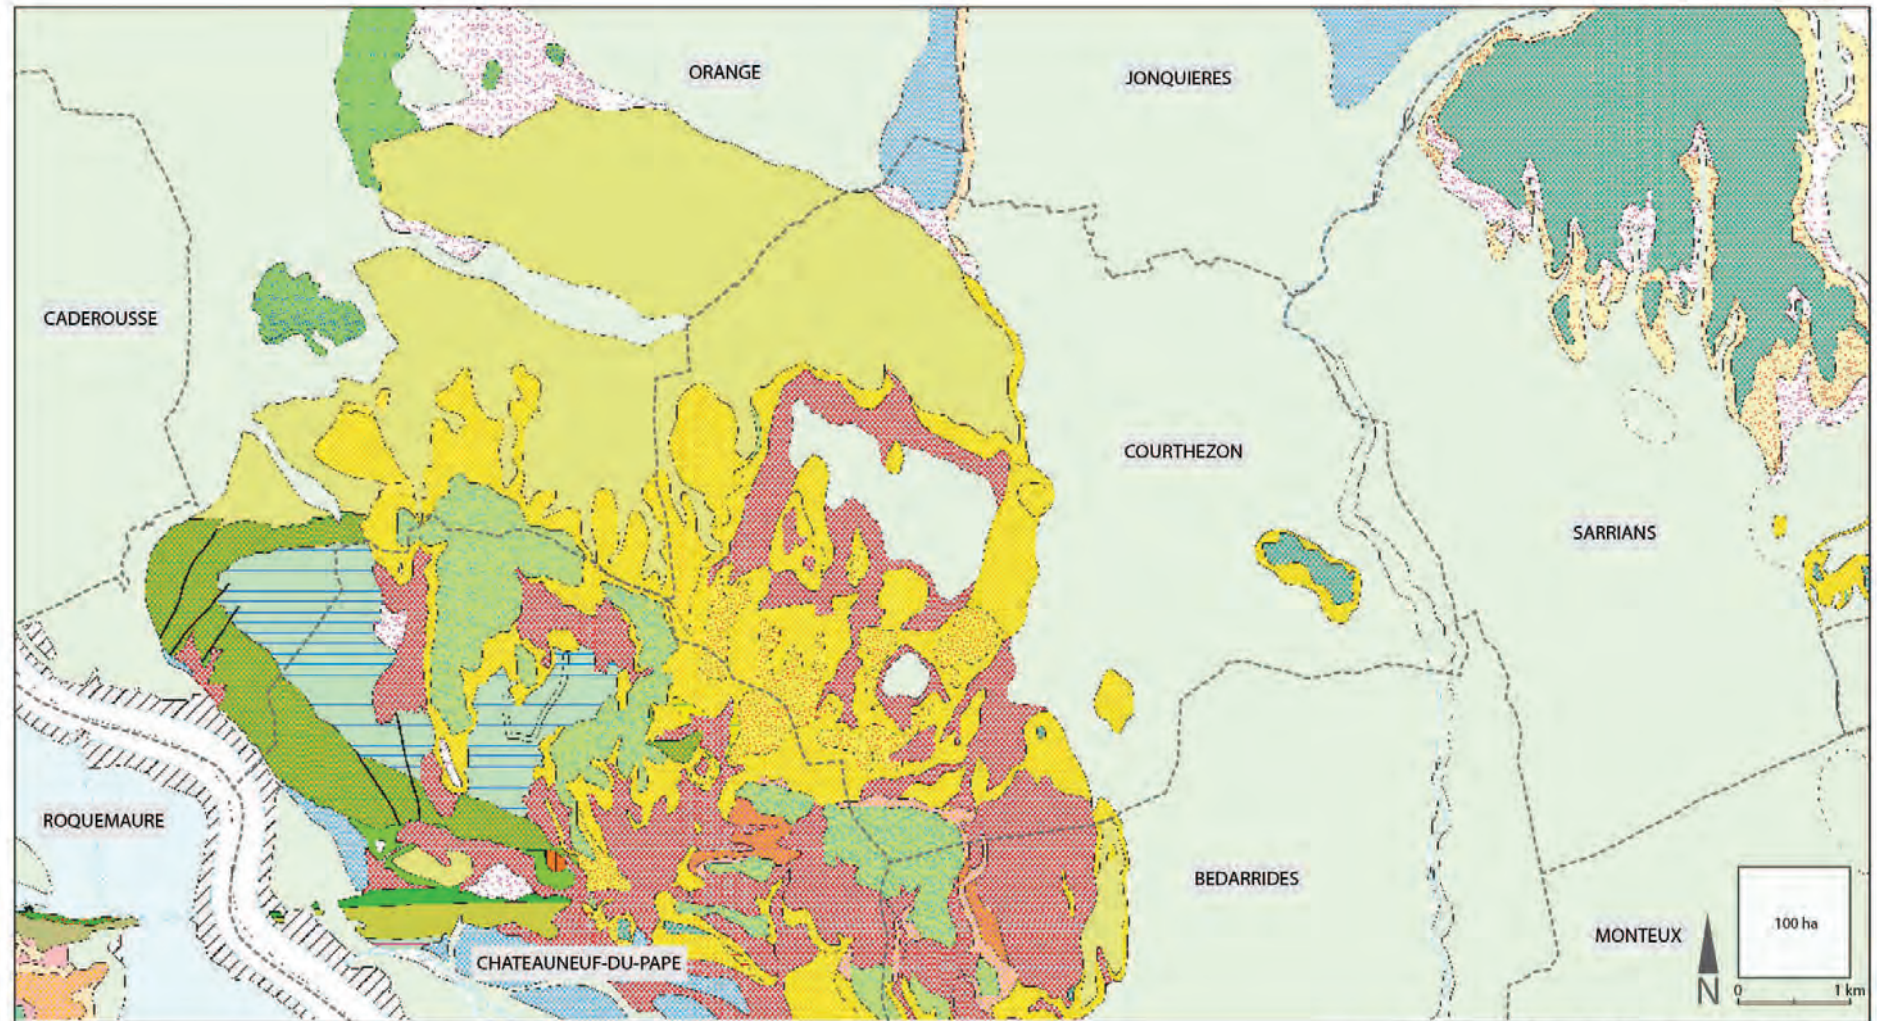 ORANGE
JONQUIERES
CADEROUSSE
COURTHEZON
SARRIANS
ROQUEMAURE
BEDARRIDES
MONTEUX
CHATEAUNEUF-DU-PAPE
100 ha
N
0 1 km